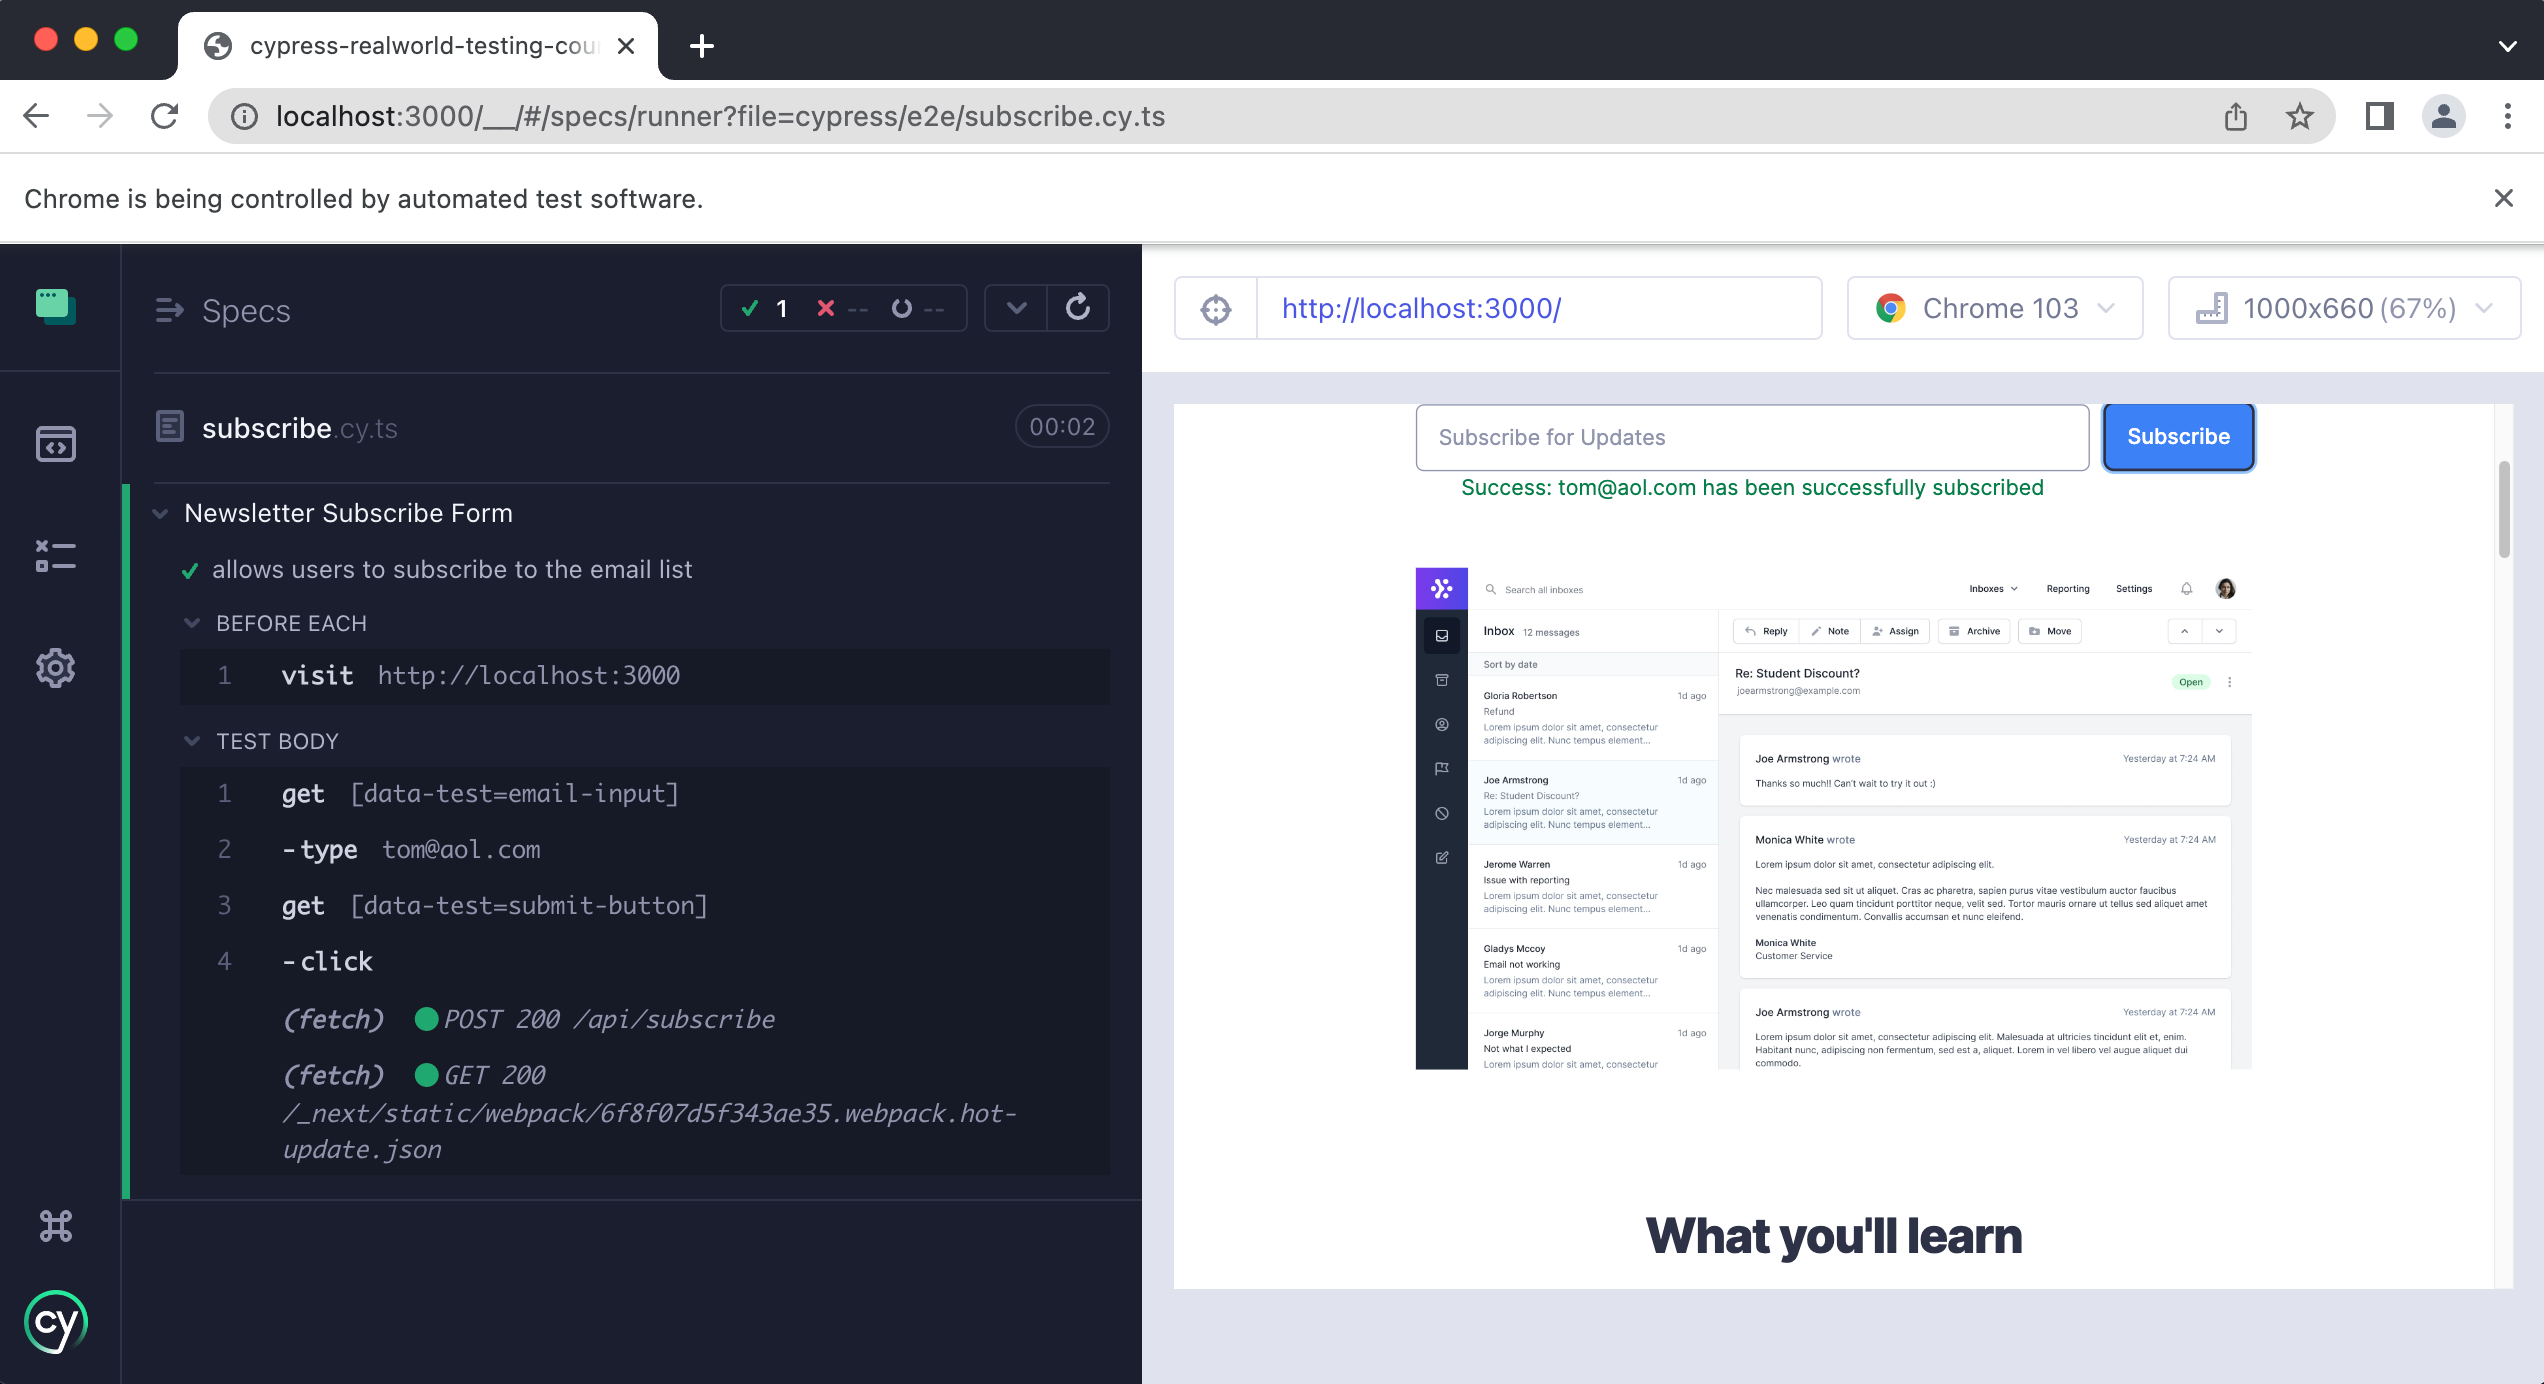 cypress-realworld-testing-cou
localhost:3000/__/#/specs/runner?file=cypress/e2e/subscribe.cy.ts
Chrome is being controlled by automated test software.
Specs
1 -- --
subscribe.cy.ts
00:02
Newsletter Subscribe Form
allows users to subscribe to the email list
BEFORE EACH
1 visit http://localhost:3000
TEST BODY
1 get [data-test=email-input]
2 -type tom@aol.com
3 get [data-test=submit-button]
4 -click
(fetch) POST 200 /api/subscribe
(fetch) GET 200
/_next/static/webpack/6f8f07d5f343ae35.webpack.hot-
update.json
cy
http://localhost:3000/
Chrome 103
1000x660 (67%)
Subscribe for Updates
Subscribe
Success: tom@aol.com has been successfully subscribed
Search all inboxes
Inboxes
Reporting
Settings
Inbox 12 messages
Sort by date
Gloria Robertson 1d ago
Refund
Lorem ipsum dolor sit amet, consectetur
adipiscing elit. Nunc tempus element...
Joe Armstrong 1d ago
Re: Student Discount?
Lorem ipsum dolor sit amet, consectetur
adipiscing elit. Nunc tempus element...
Jerome Warren 1d ago
Issue with reporting
Lorem ipsum dolor sit amet, consectetur
adipiscing elit. Nunc tempus element...
Gladys Mccoy 1d ago
Email not working
Lorem ipsum dolor sit amet, consectetur
adipiscing elit. Nunc tempus element...
Jorge Murphy 1d ago
Not what I expected
Lorem ipsum dolor sit amet, consectetur
Reply
Note
Assign
Archive
Move
Re: Student Discount?
joearmstrong@example.com
Open
Joe Armstrong wrote Yesterday at 7:24 AM
Thanks so much!! Can't wait to try it out :)
Monica White wrote Yesterday at 7:24 AM
Lorem ipsum dolor sit amet, consectetur adipiscing elit.
Nec malesuada sed sit ut aliquet. Cras ac pharetra, sapien purus vitae vestibulum auctor faucibus
ullamcorper. Leo quam tincidunt porttitor neque, velit sed. Tortor mauris ornare ut tellus sed aliquet amet
venenatis condimentum. Convallis accumsan et nunc eleifend.
Monica White
Customer Service
Joe Armstrong wrote Yesterday at 7:24 AM
Lorem ipsum dolor sit amet, consectetur adipiscing elit. Malesuada at ultricies tincidunt elit et, enim.
Habitant nunc, adipiscing non fermentum, sed est a, aliquet. Lorem in vel libero vel augue aliquet dui
commodo.
What you'll learn